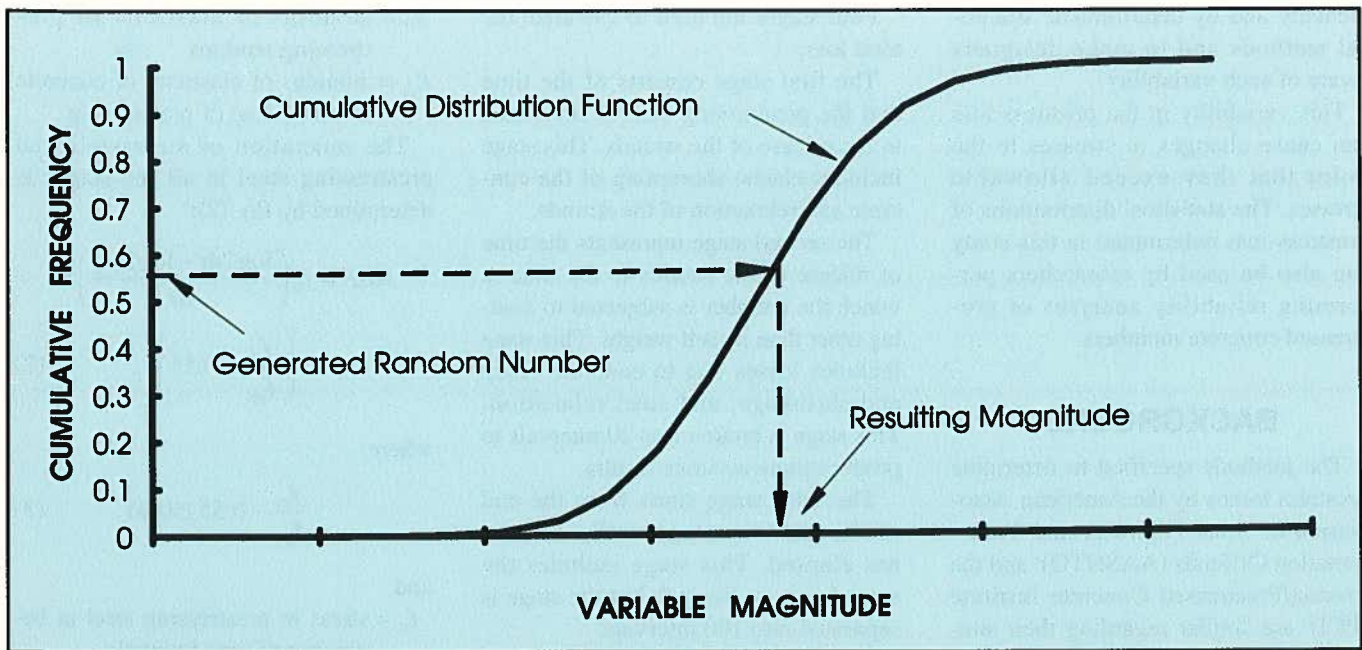 1
Cumulative Distribution Function
0.9
0.8
0.7
0.6
0.5
0.4
Generated Random Number
0.3
0.2
Resulting Magnitude
0.1
0
CUMULATIVE FREQUENCY
VARIABLE MAGNITUDE